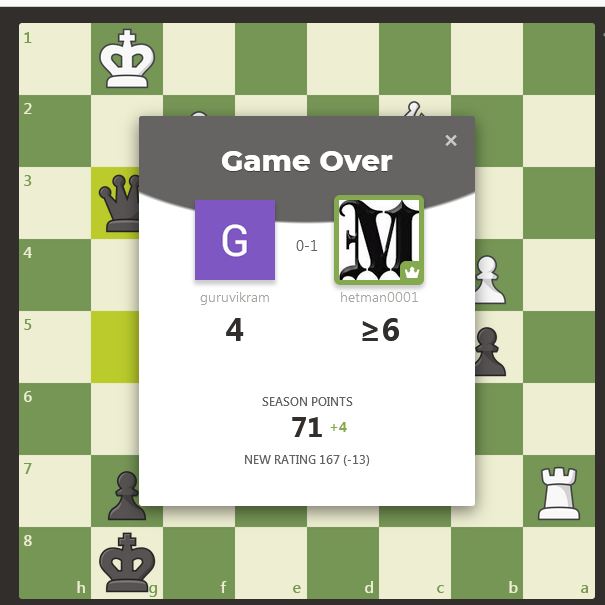 1
2
3
4
5
6
7
8
Game Over
×
G
M
0-1
guruvikram
hetman0001
4
≥6
SEASON POINTS
71 +4
NEW RATING 167 (-13)
h g f e d c b a